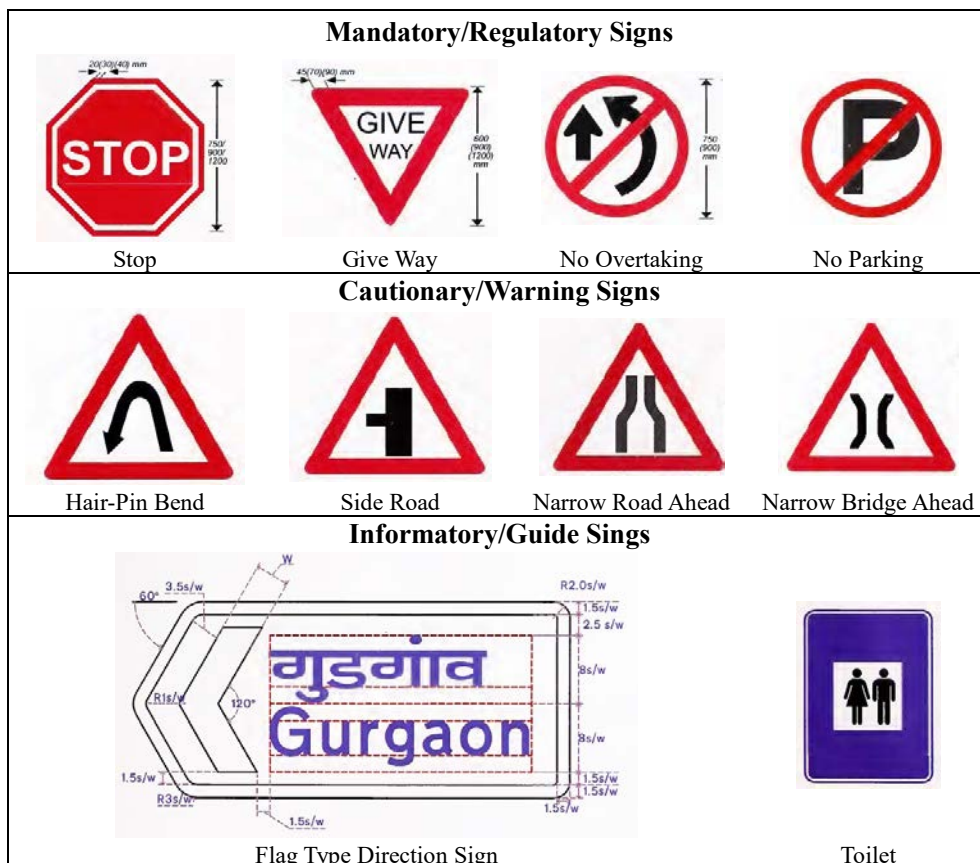 Mandatory/Regulatory Signs
20(30)(40) mm
STOP
750/
900/
1200
45(70)(90) mm
GIVE
WAY
600
(900)
(1200)
mm
750
(900)
mm
P
Stop Give Way No Overtaking No Parking
Cautionary/Warning Signs
Hair-Pin Bend Side Road Narrow Road Ahead Narrow Bridge Ahead
Informatory/Guide Sings
W
3.5s/w
R2.0s/w
60°
1.5s/w
2.5 s/w
गुडगांव
8s/w
R1s/w
120°
Gurgaon
8s/w
1.5s/w
1.5s/w
1.5s/w
R3s/w
1.5s/w
1.5s/w
Flag Type Direction Sign Toilet